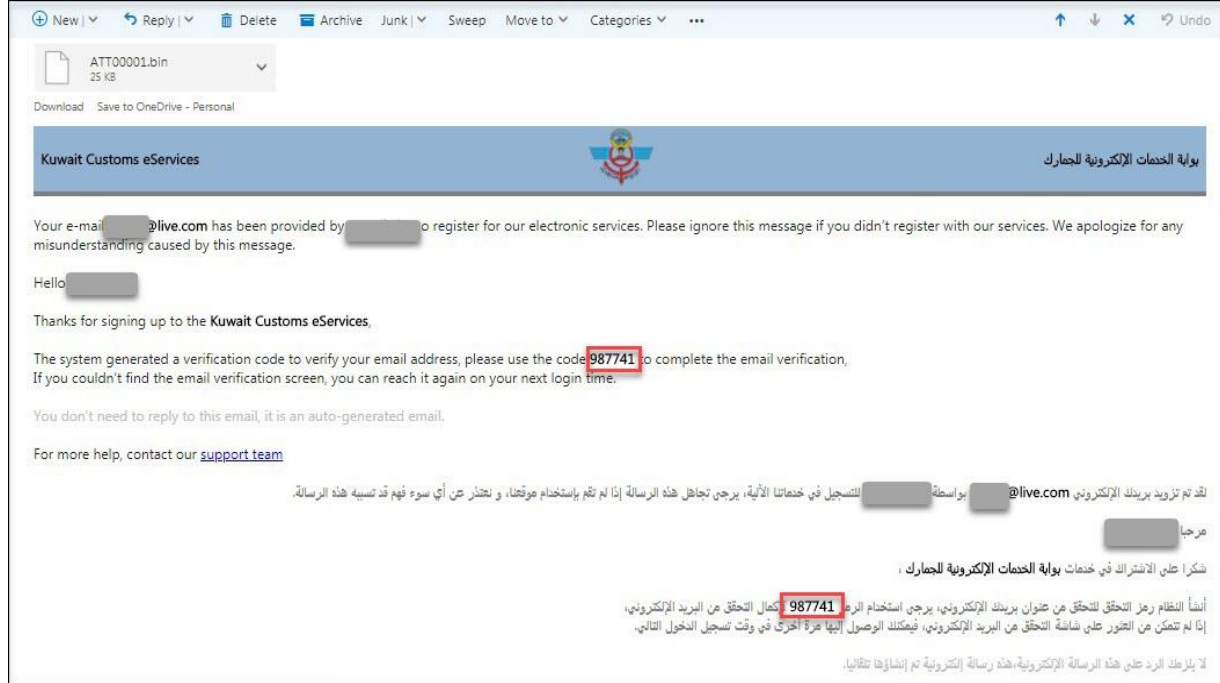 New | Reply | Delete Archive Junk | Sweep Move to Categories ... Undo
ATT00001.bin
25 KB
Download Save to OneDrive - Personal
Kuwait Customs eServices بوابة الخدمات الإلكترونية للجمارك
Your e-mail @live.com has been provided by o register for our electronic services. Please ignore this message if you didn't register with our services. We apologize for any
misunderstanding caused by this message.
Hello
Thanks for signing up to the Kuwait Customs eServices,
The system generated a verification code to verify your email address, please use the code 987741 to complete the email verification,
If you couldn't find the email verification screen, you can reach it again on your next login time.
You don't need to reply to this email, it is an auto-generated email.
For more help, contact our support team
لقد تم تزويد بريدك الإلكتروني @live.com بواسطة للتسجيل في خدماتنا الآلية، يرجى تجاهل هذه الرسالة إذا لم تقم بإستخدام موقعنا، و نعتذر عن أي سوء فهم قد تسببه هذه الرسالة.
مرحبا
شكرا على الاشتراك في خدمات بوابة الخدمات الإلكترونية للجمارك ،
أنشأ النظام رمز التحقق للتحقق من عنوان بريدك الإلكتروني، يرجى استخدام الرمز 987741 لإكمال التحقق من البريد الإلكتروني،
إذا لم تتمكن من العثور على شاشة التحقق من البريد الإلكتروني، فيمكنك الوصول إليها مرة أخرى في وقت تسجيل الدخول التالي.
لا يلزمك الرد على هذه الرسالة الإلكترونية،هذه رسالة إلكترونية تم إنشاؤها تلقائيا.